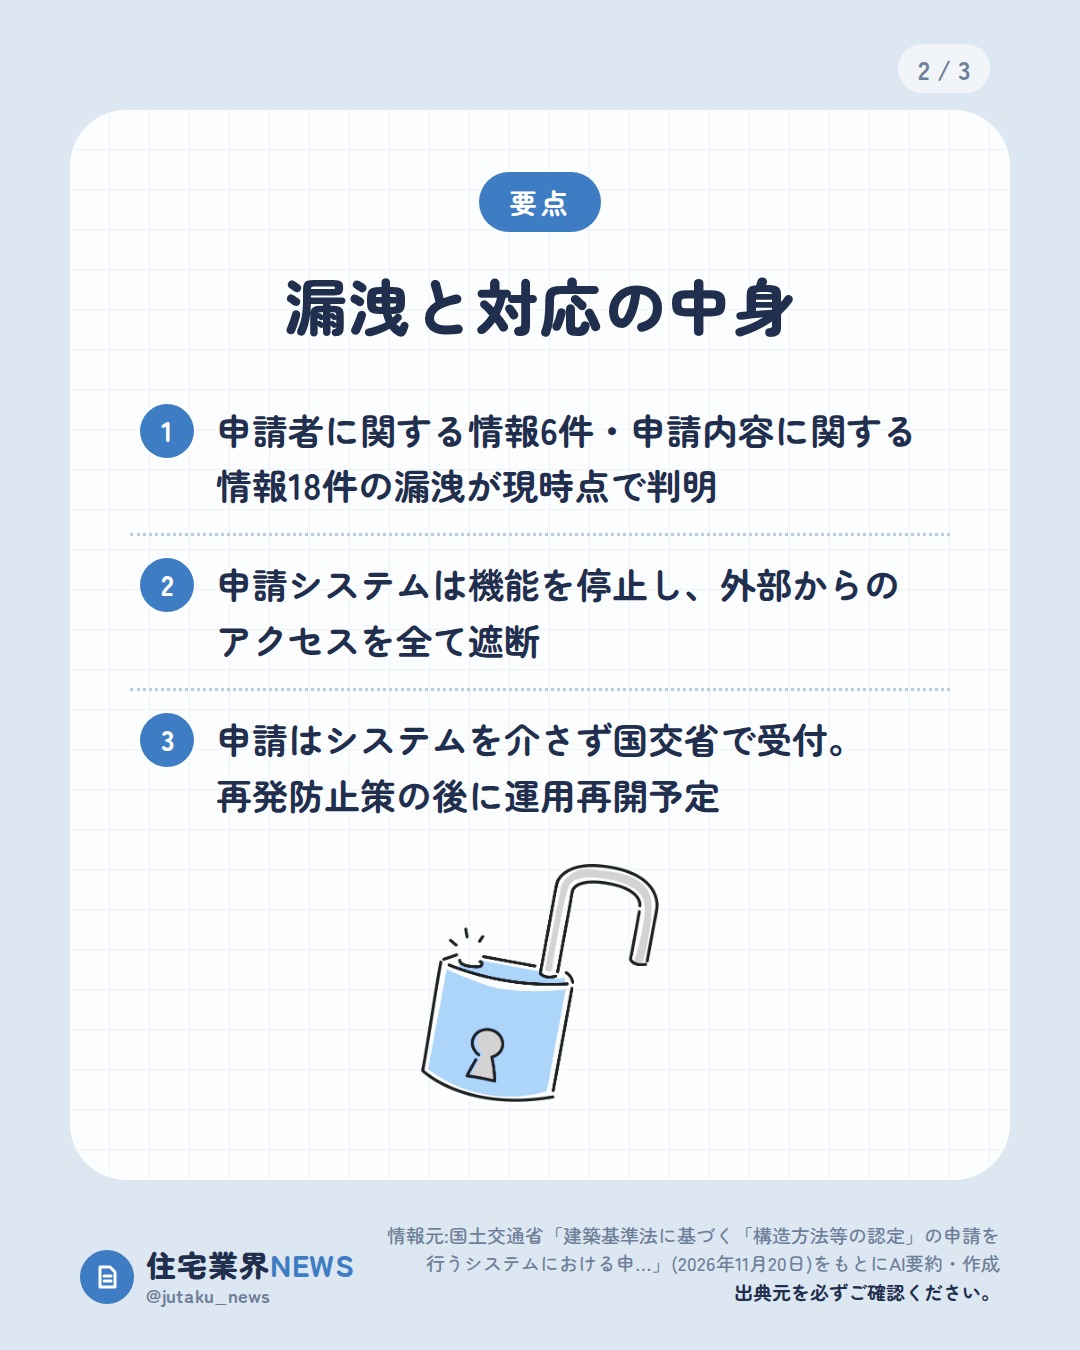 2 / 3
要点
漏洩と対応の中身
1 申請者に関する情報6件・申請内容に関する
情報18件の漏洩が現時点で判明
2 申請システムは機能を停止し、外部からの
アクセスを全て遮断
3 申請はシステムを介さず国交省で受付。
再発防止策の後に運用再開予定
住宅業界NEWS
@jutaku_news
情報元:国土交通省「建築基準法に基づく「構造方法等の認定」の申請を
行うシステムにおける申...」(2026年11月20日)をもとにAI要約・作成
出典元を必ずご確認ください。